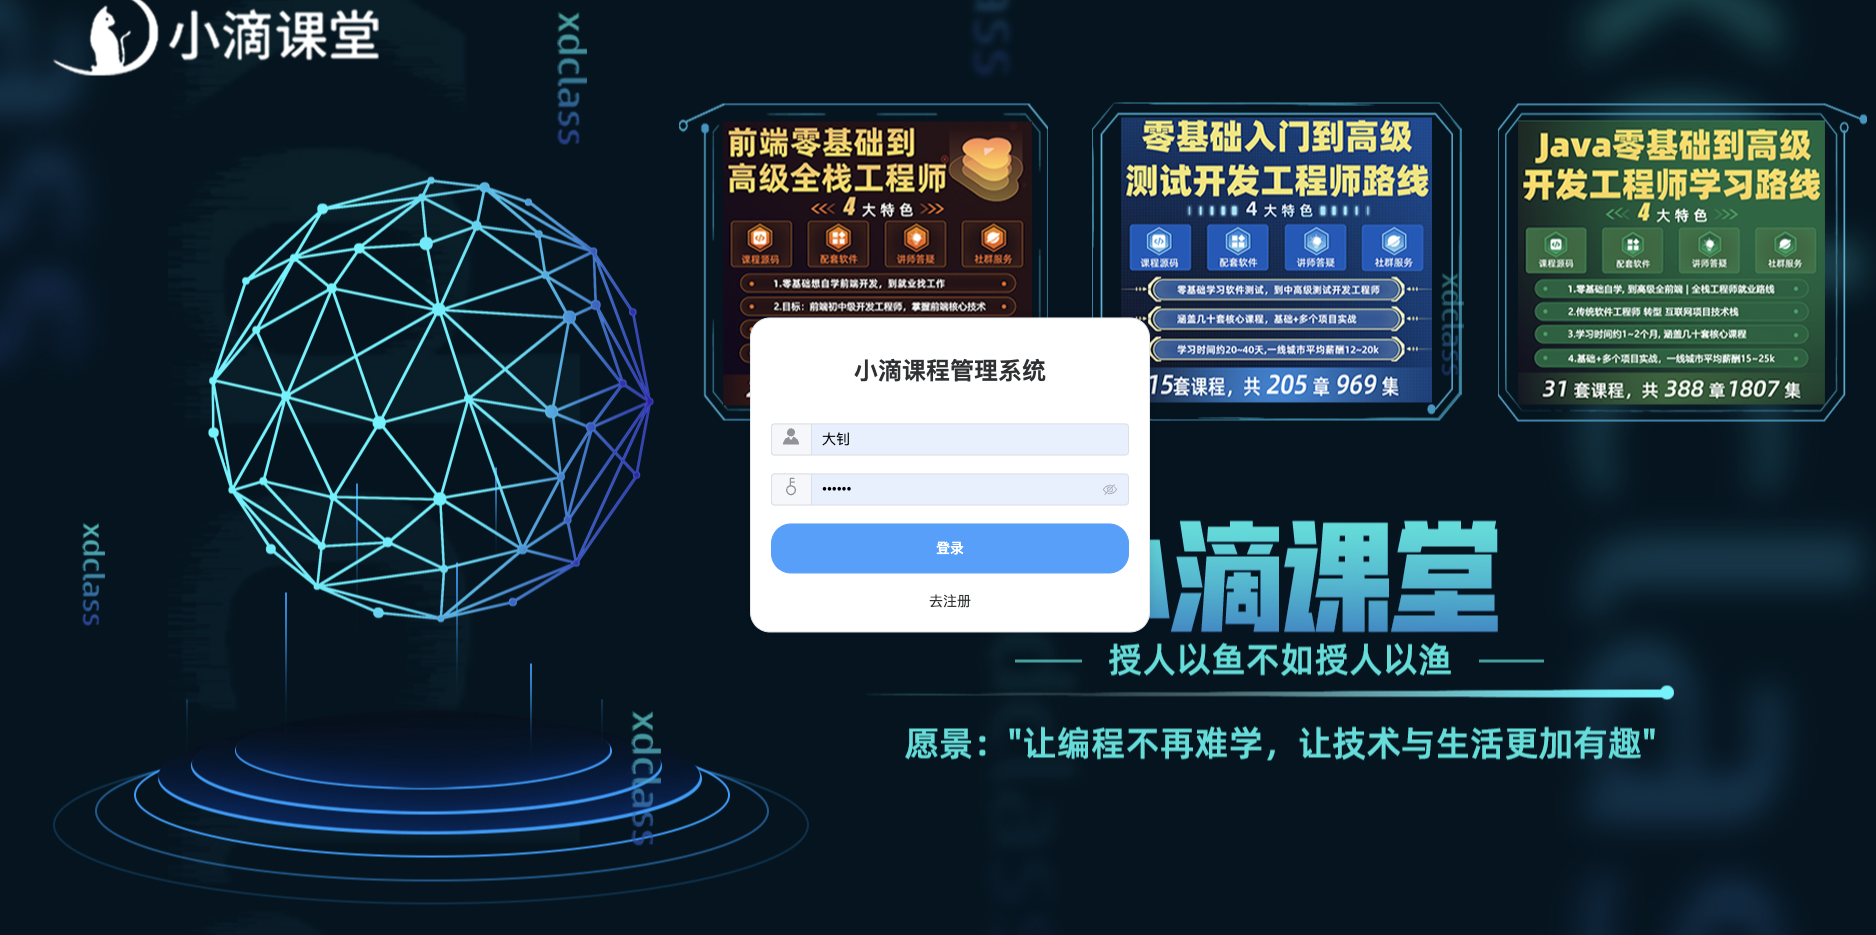 小滴课堂
xdclass
ass
前端零基础到
高级全栈工程师
4大特色
课程源码 配套软件 讲师答疑 社群服务
1.零基础想自学前端开发，到就业找工作
2.目标：前端初中级开发工程师，掌握前端核心技术
零基础入门到高级
测试开发工程师路线
4大特色
课程源码 配套软件 讲师答疑 社群服务
零基础学习软件测试，到中高级测试开发工程师
涵盖几十套核心课程，基础+多个项目实战
学习时间约20~40天,一线城市平均薪酬12~20k
15套课程，共 205 章 969 集
Java零基础到高级
开发工程师学习路线
4大特色
课程源码 配套软件 讲师答疑 社群服务
1.零基础自学, 到高级全前端 | 全栈工程师就业路线
2.传统软件工程师 转型 互联网项目技术栈
3.学习时间约1~2个月, 涵盖几十套核心课程
4.基础+多个项目实战，一线城市平均薪酬15~25k
31 套课程，共 388 章 1807 集
xdclass
小滴课程管理系统
大钊
••••••
登录
去注册
xdclass
小滴课堂
授人以鱼不如授人以渔
xdclass
愿景："让编程不再难学，让技术与生活更加有趣"